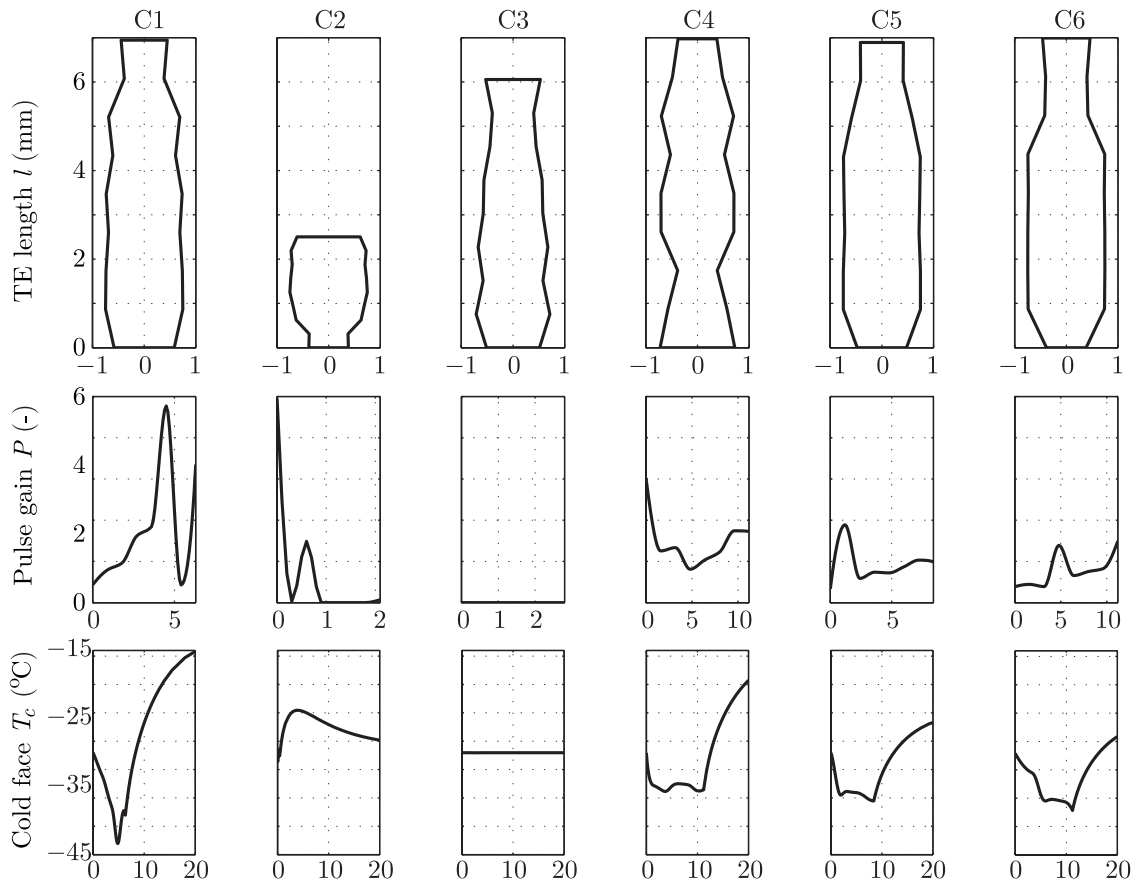 C1 C2 C3 C4 C5 C6
TE length l (mm)
6
4
2
0
−1 0 1 −1 0 1 −1 0 1 −1 0 1 −1 0 1 −1 0 1
Pulse gain P (-)
6
4
2
0
0 5 0 1 2 0 1 2 0 5 10 0 5 0 5 10
Cold face T_c (ºC)
−15
−25
−35
−45
0 10 20 0 10 20 0 10 20 0 10 20 0 10 20 0 10 20